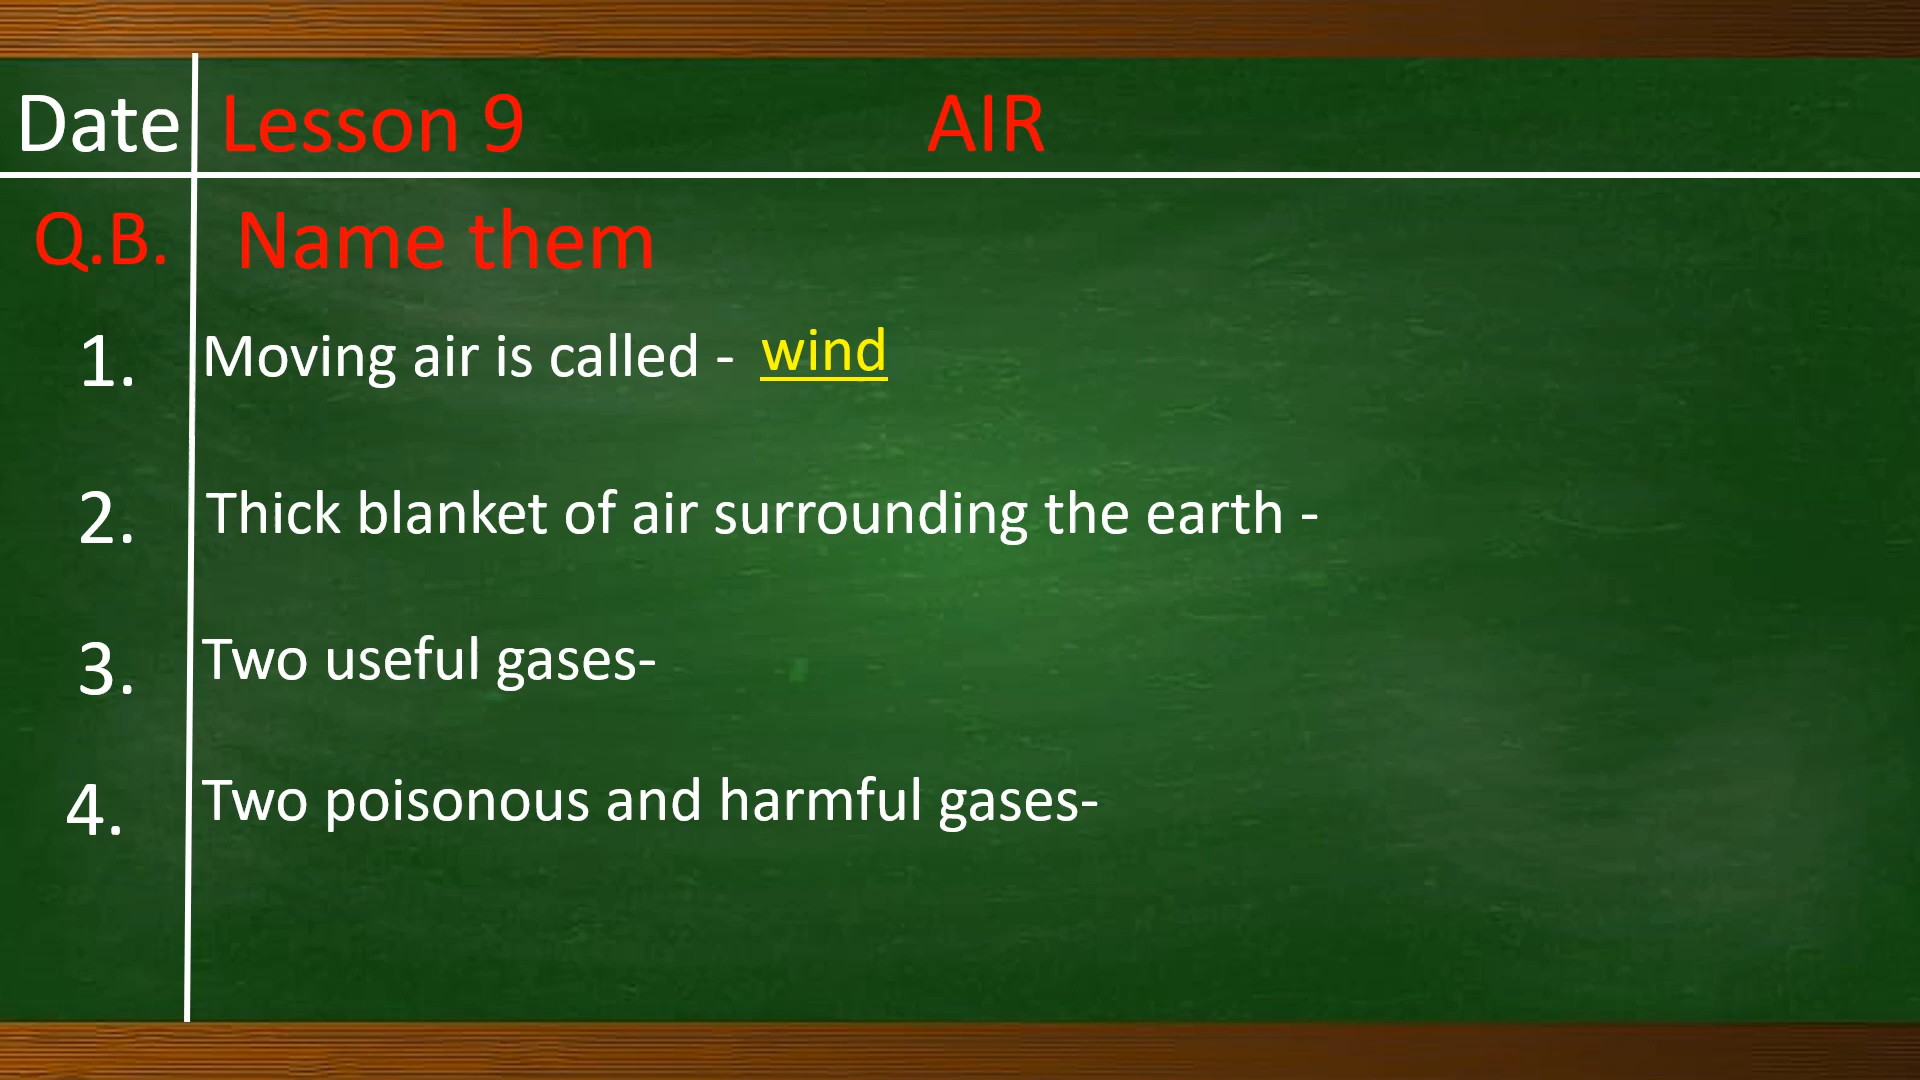 Date Lesson 9 AIR
Q.B. Name them
1. Moving air is called - wind
2. Thick blanket of air surrounding the earth -
3. Two useful gases-
4. Two poisonous and harmful gases-